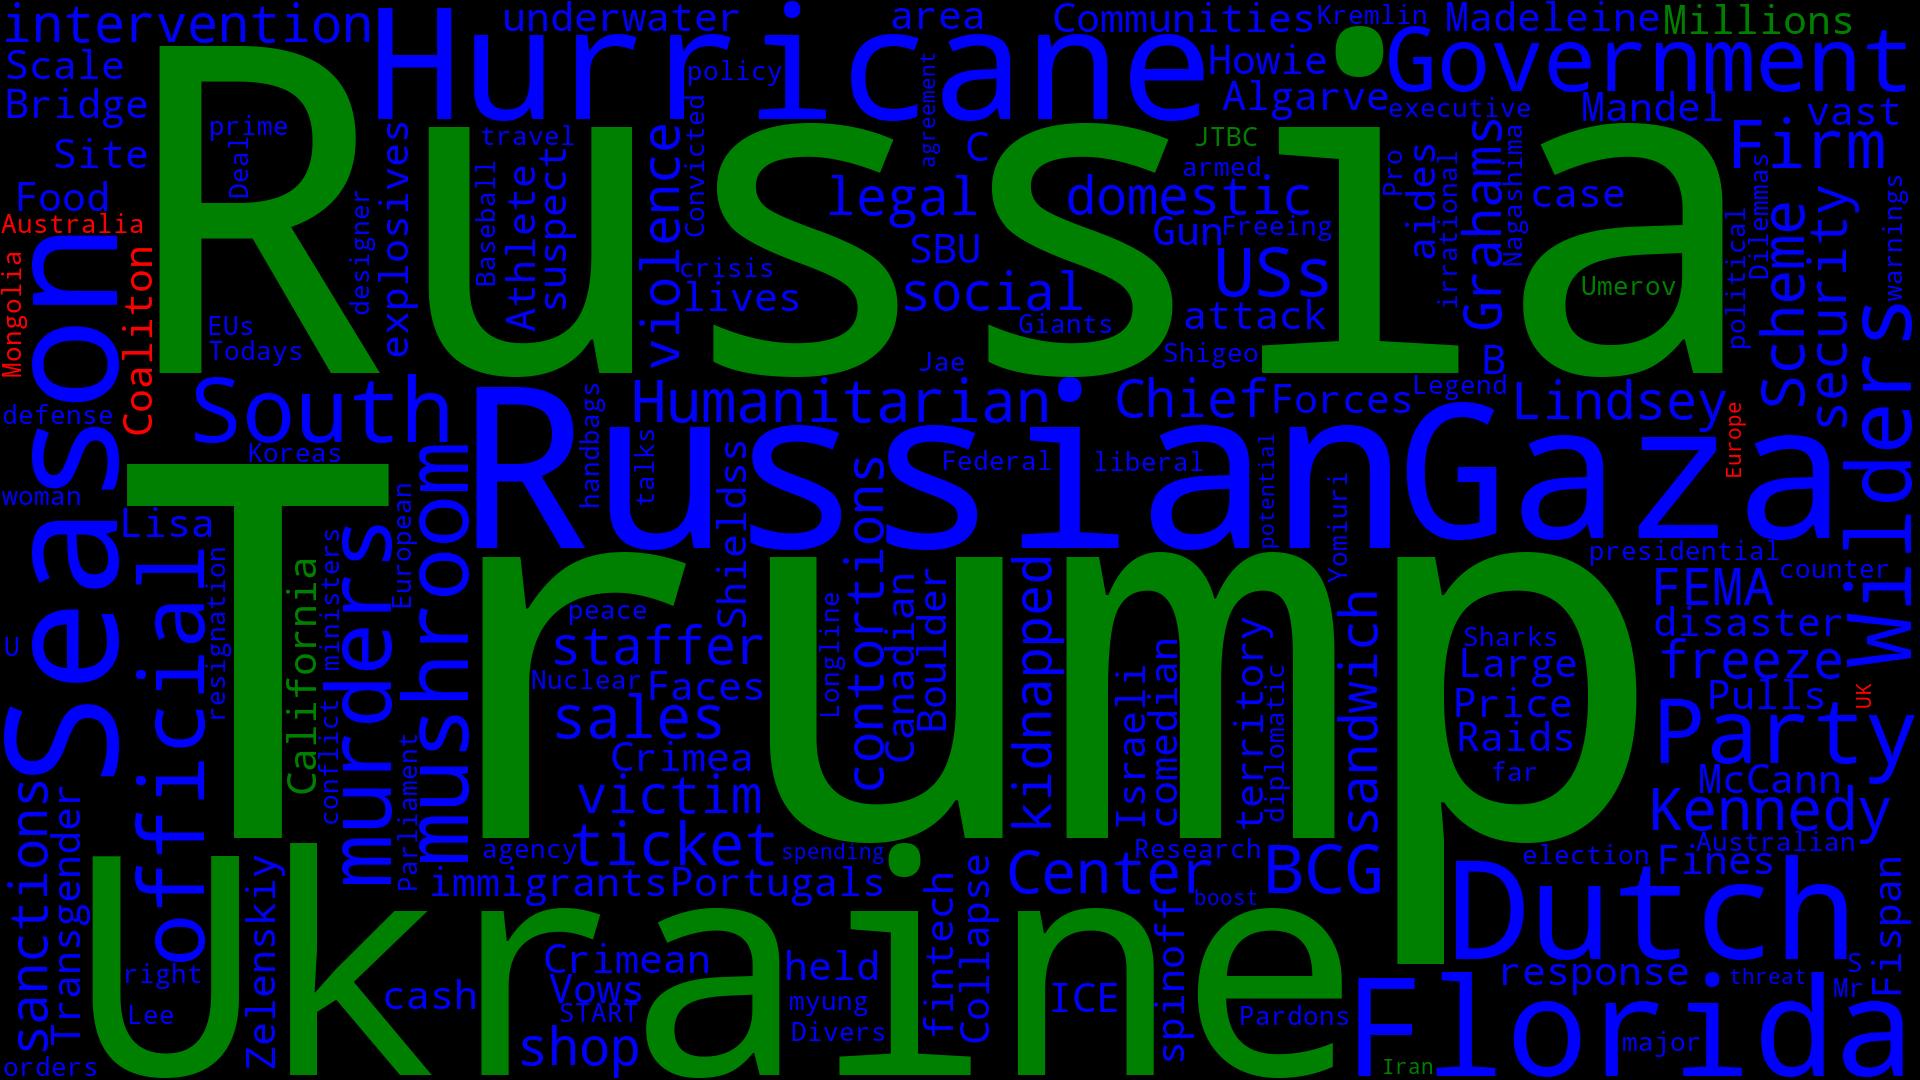 intervention
Hurricane
underwater
area
Communities
Kremlin
Madeleine
Millions
Scale
Bridge
Site
Food
Australia
Mongolia
Coaliton
Season
Russia
prime
Deal
EUs
Todays
designer
explosives
travel
Baseball
Athlete
suspect
violence
Convicted
policy
agreement
C
Howie
Algarve
Government
executive
Mandel
vast
Firm
JTBC
armed
legal
domestic
Gun
Freeing
SBU
USs
crisis
lives
social
attack
Giants
Shigeo
Jae
Pro
aides
irrational
Grahams
Nagashima
case
Umerov
B
political
Dilemmas
Scheme
security
warnings
Wilders
defense
South
Koreas
woman
Humanitarian
Chief
Forces
Legend
Lindsey
Europe
Russian
Gaza
handbags
talks
Federal
liberal
potential
Yomiuri
Trump
Lisa
official
resignation
California
ministers
conflict
murders
European
Parliament
mushroom
U
peace
staffer
Nuclear
Faces
sales
Crimea
victim
ticket
agency
spending
Shieldss
Longline
contortions
Canadian
Boulder
kidnapped
Israeli
comedian
territory
diplomatic
sandwich
Sharks
Large
Price
Raids
far
presidential
counter
FEMA
disaster
freeze
Pulls
UK
Party
McCann
Kennedy
Australian
election
Fines
immigrants
Portugals
Center
Research
boost
BCG
Dutch
sanctions
Transgender
Ukraine
right
Lee
Zelenskiy
cash
Crimean
Vows
START
shop
held
myung
Divers
fintech
Collapse
ICE
spinoff
Pardons
response
threat
S
Mr
Fispan
Florida
major
Iran
orders